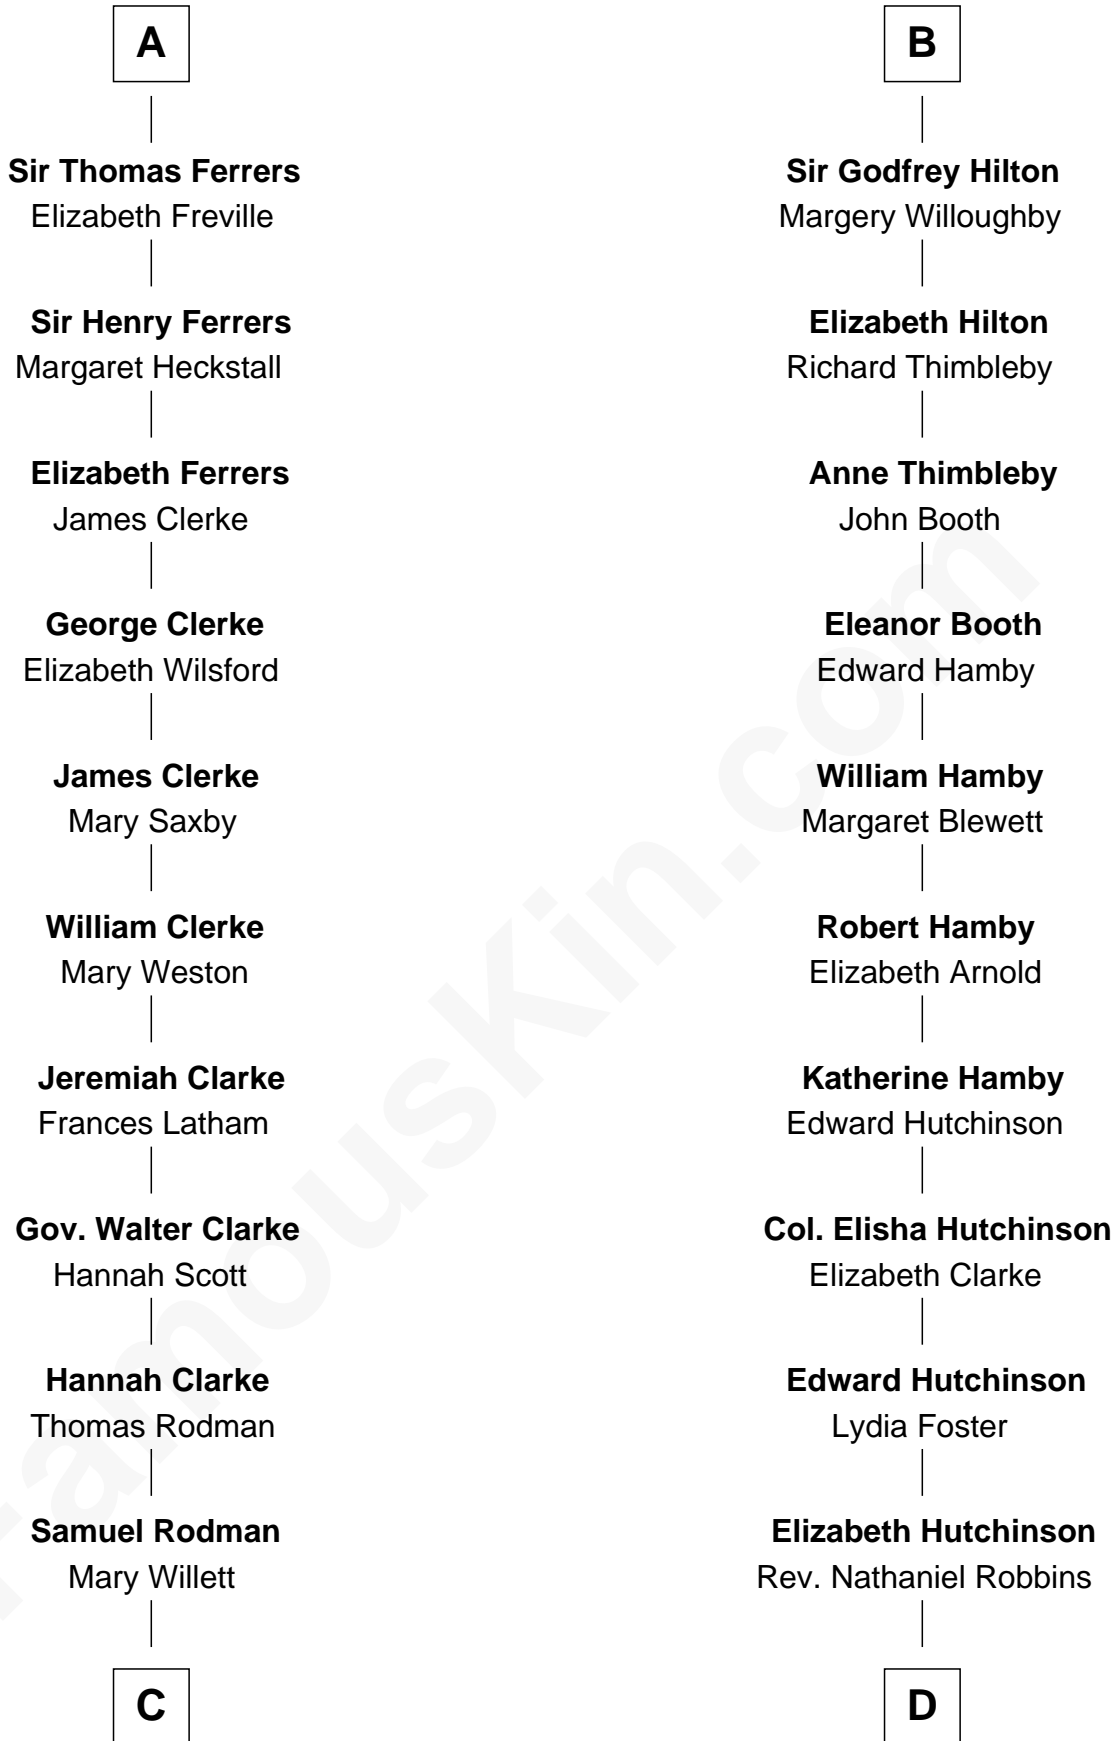 A
Sir Thomas Ferrers
Elizabeth Freville
Sir Henry Ferrers
Margaret Heckstall
Elizabeth Ferrers
James Clerke
George Clerke
Elizabeth Wilsford
James Clerke
Mary Saxby
William Clerke
Mary Weston
Jeremiah Clarke
Frances Latham
Gov. Walter Clarke
Hannah Scott
Hannah Clarke
Thomas Rodman
Samuel Rodman
Mary Willett
C
B
Sir Godfrey Hilton
Margery Willoughby
Elizabeth Hilton
Richard Thimbleby
Anne Thimbleby
John Booth
Eleanor Booth
Edward Hamby
William Hamby
Margaret Blewett
Robert Hamby
Elizabeth Arnold
Katherine Hamby
Edward Hutchinson
Col. Elisha Hutchinson
Elizabeth Clarke
Edward Hutchinson
Lydia Foster
Elizabeth Hutchinson
Rev. Nathaniel Robbins
D
FamousKin.com